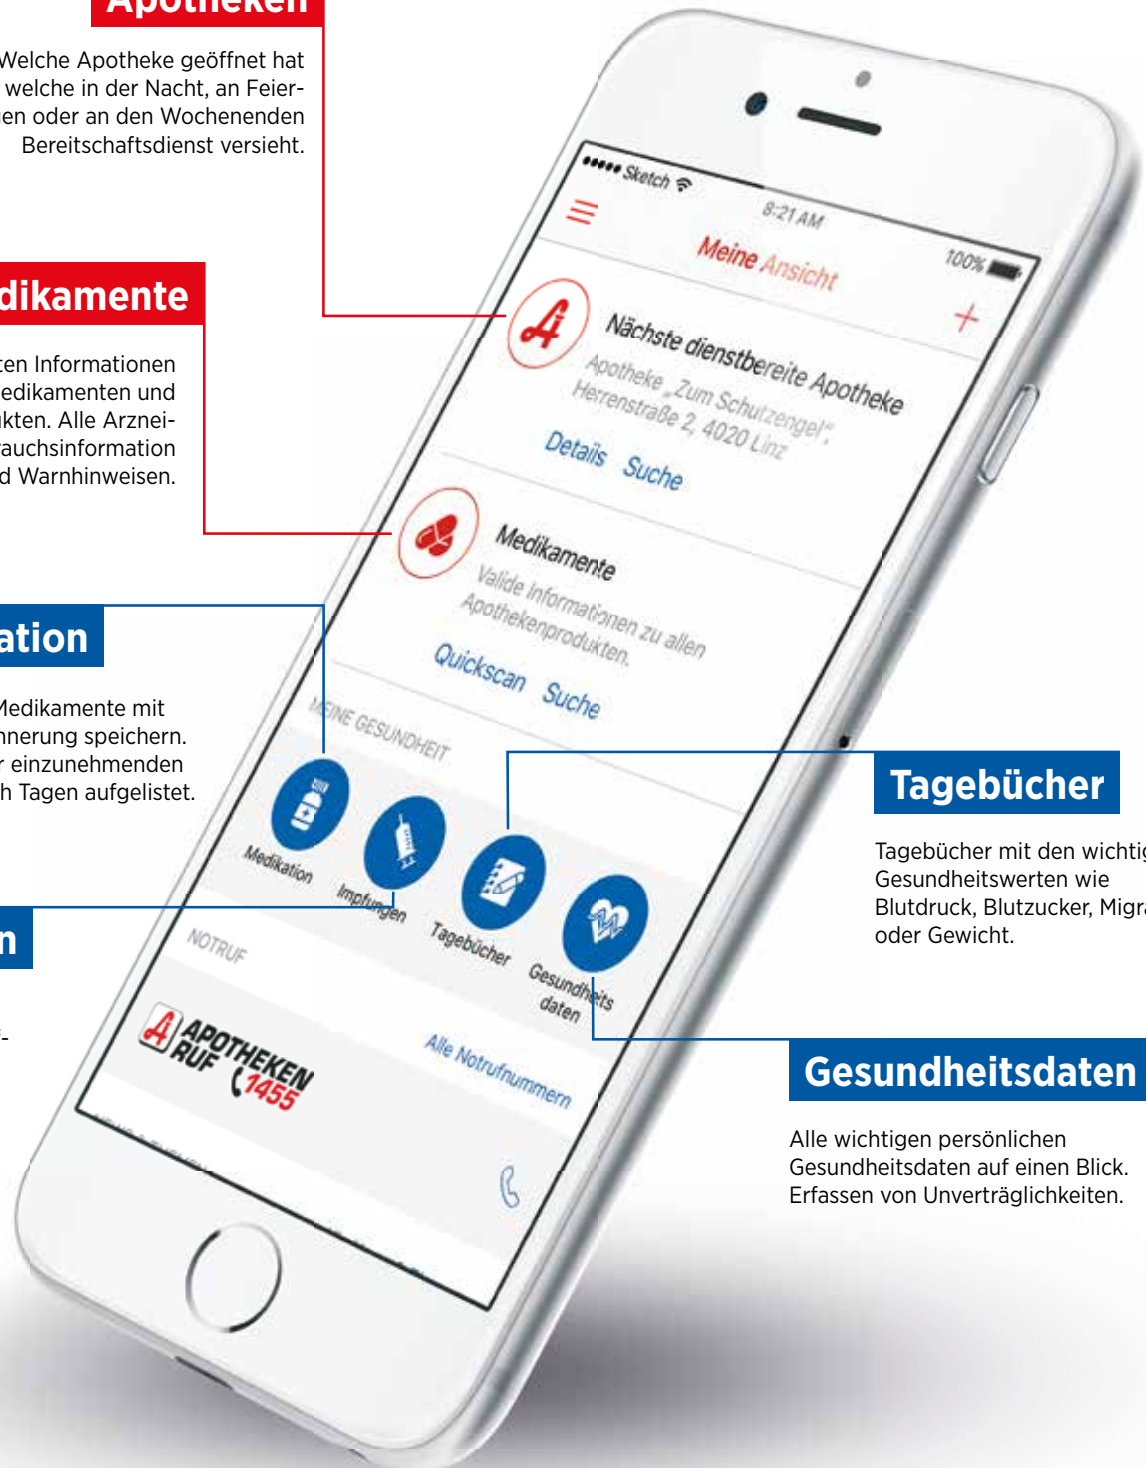 Apotheken
Welche Apotheke geöffnet hat
welche in der Nacht, an Feier-
gen oder an den Wochenenden
Bereitschaftsdienst versieht.
dikamente
ten Informationen
edikamenten und
ukten. Alle Arznei-
rauchsinformation
d Warnhinweisen.
ation
Medikamente mit
nnerung speichern.
r einzunehmenden
h Tagen aufgelistet.
n
Sketch
8:21 AM
100%
Meine Ansicht
Nächste dienstbereite Apotheke
Apotheke „Zum Schutzengel“,
Herrenstraße 2, 4020 Linz
Details Suche
Medikamente
Valide Informationen zu allen
Apothekenprodukten.
Quickscan Suche
MEINE GESUNDHEIT
Medikation
Impfungen
Tagebücher
Gesundheits
daten
NOTRUF
Alle Notrufnummern
APOTHEKEN
RUF 1455
Tagebücher
Tagebücher mit den wichtig
Gesundheitswerten wie
Blutdruck, Blutzucker, Migra
oder Gewicht.
Gesundheitsdaten
Alle wichtigen persönlichen
Gesundheitsdaten auf einen Blick.
Erfassen von Unverträglichkeiten.